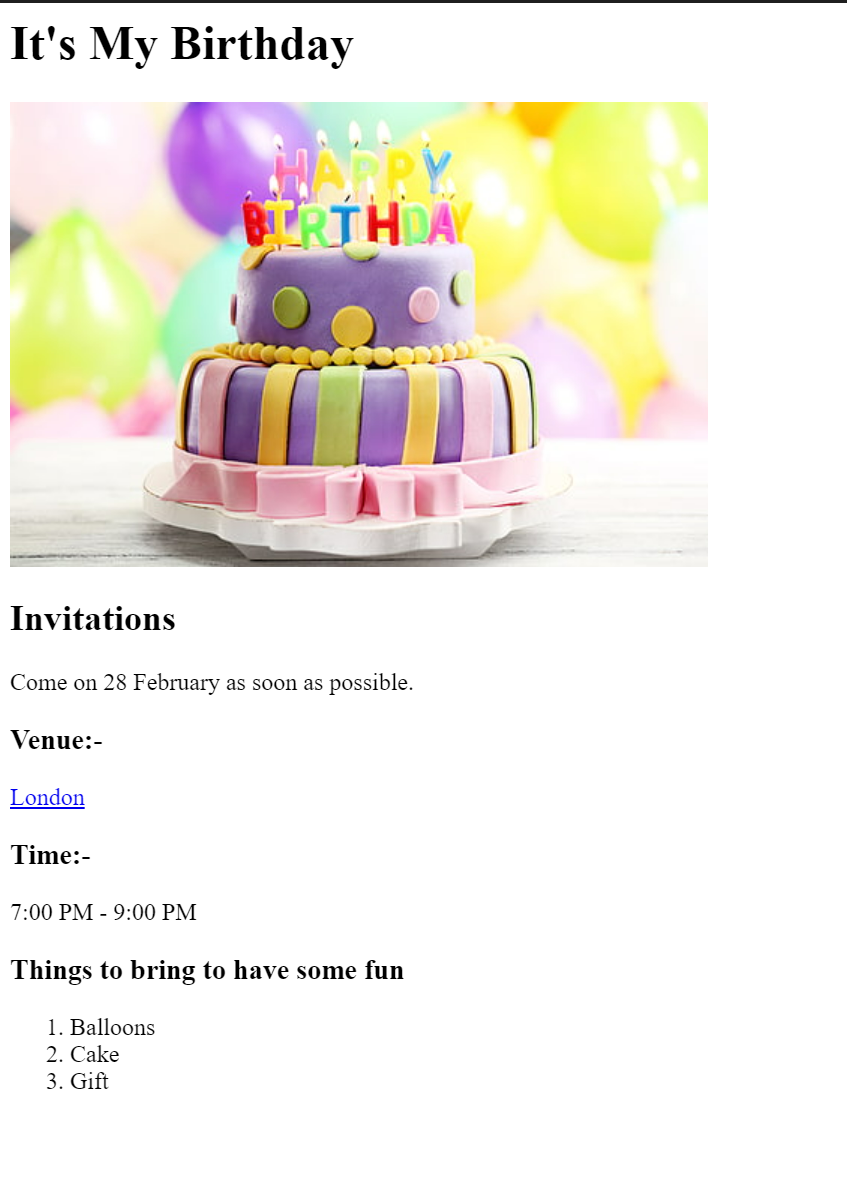 It's My Birthday
HAPPY
BIRTHDAY
Invitations
Come on 28 February as soon as possible.
Venue:-
London
Time:-
7:00 PM - 9:00 PM
Things to bring to have some fun
1. Balloons
2. Cake
3. Gift